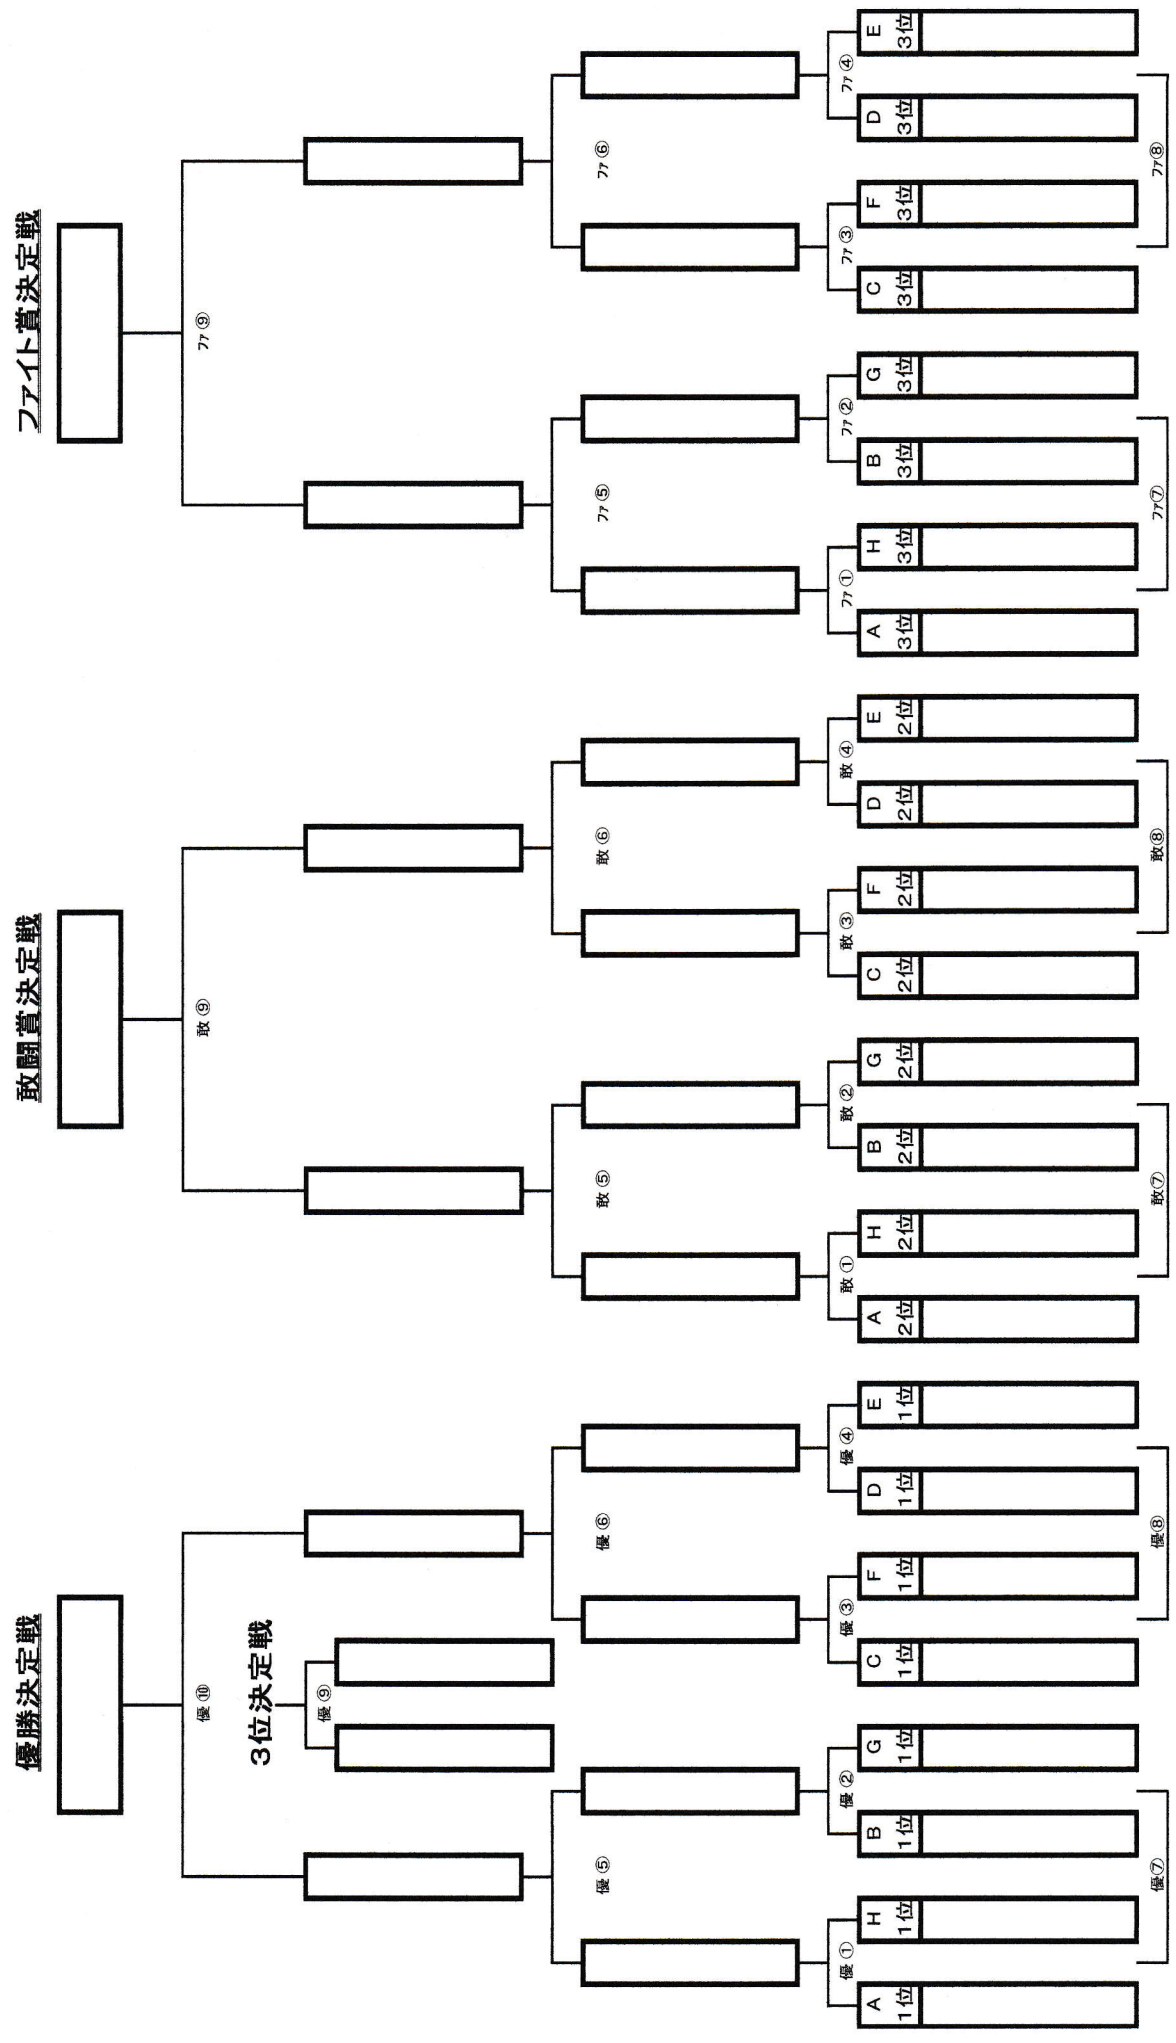 優勝決定戦
優⑩
3位決定戦
優⑨
優⑤
優⑥
優①
優②
優③
優④
A 1位
H 1位
B 1位
G 1位
C 1位
F 1位
D 1位
E 1位
優⑦
優⑧
敢闘賞決定戦
敢⑨
敢⑤
敢⑥
敢①
敢②
敢③
敢④
A 2位
H 2位
B 2位
G 2位
C 2位
F 2位
D 2位
E 2位
敢⑦
敢⑧
ファイト賞決定戦
ファ⑨
ファ⑤
ファ⑥
ファ①
ファ②
ファ③
ファ④
A 3位
H 3位
B 3位
G 3位
C 3位
F 3位
D 3位
E 3位
ファ⑦
ファ⑧